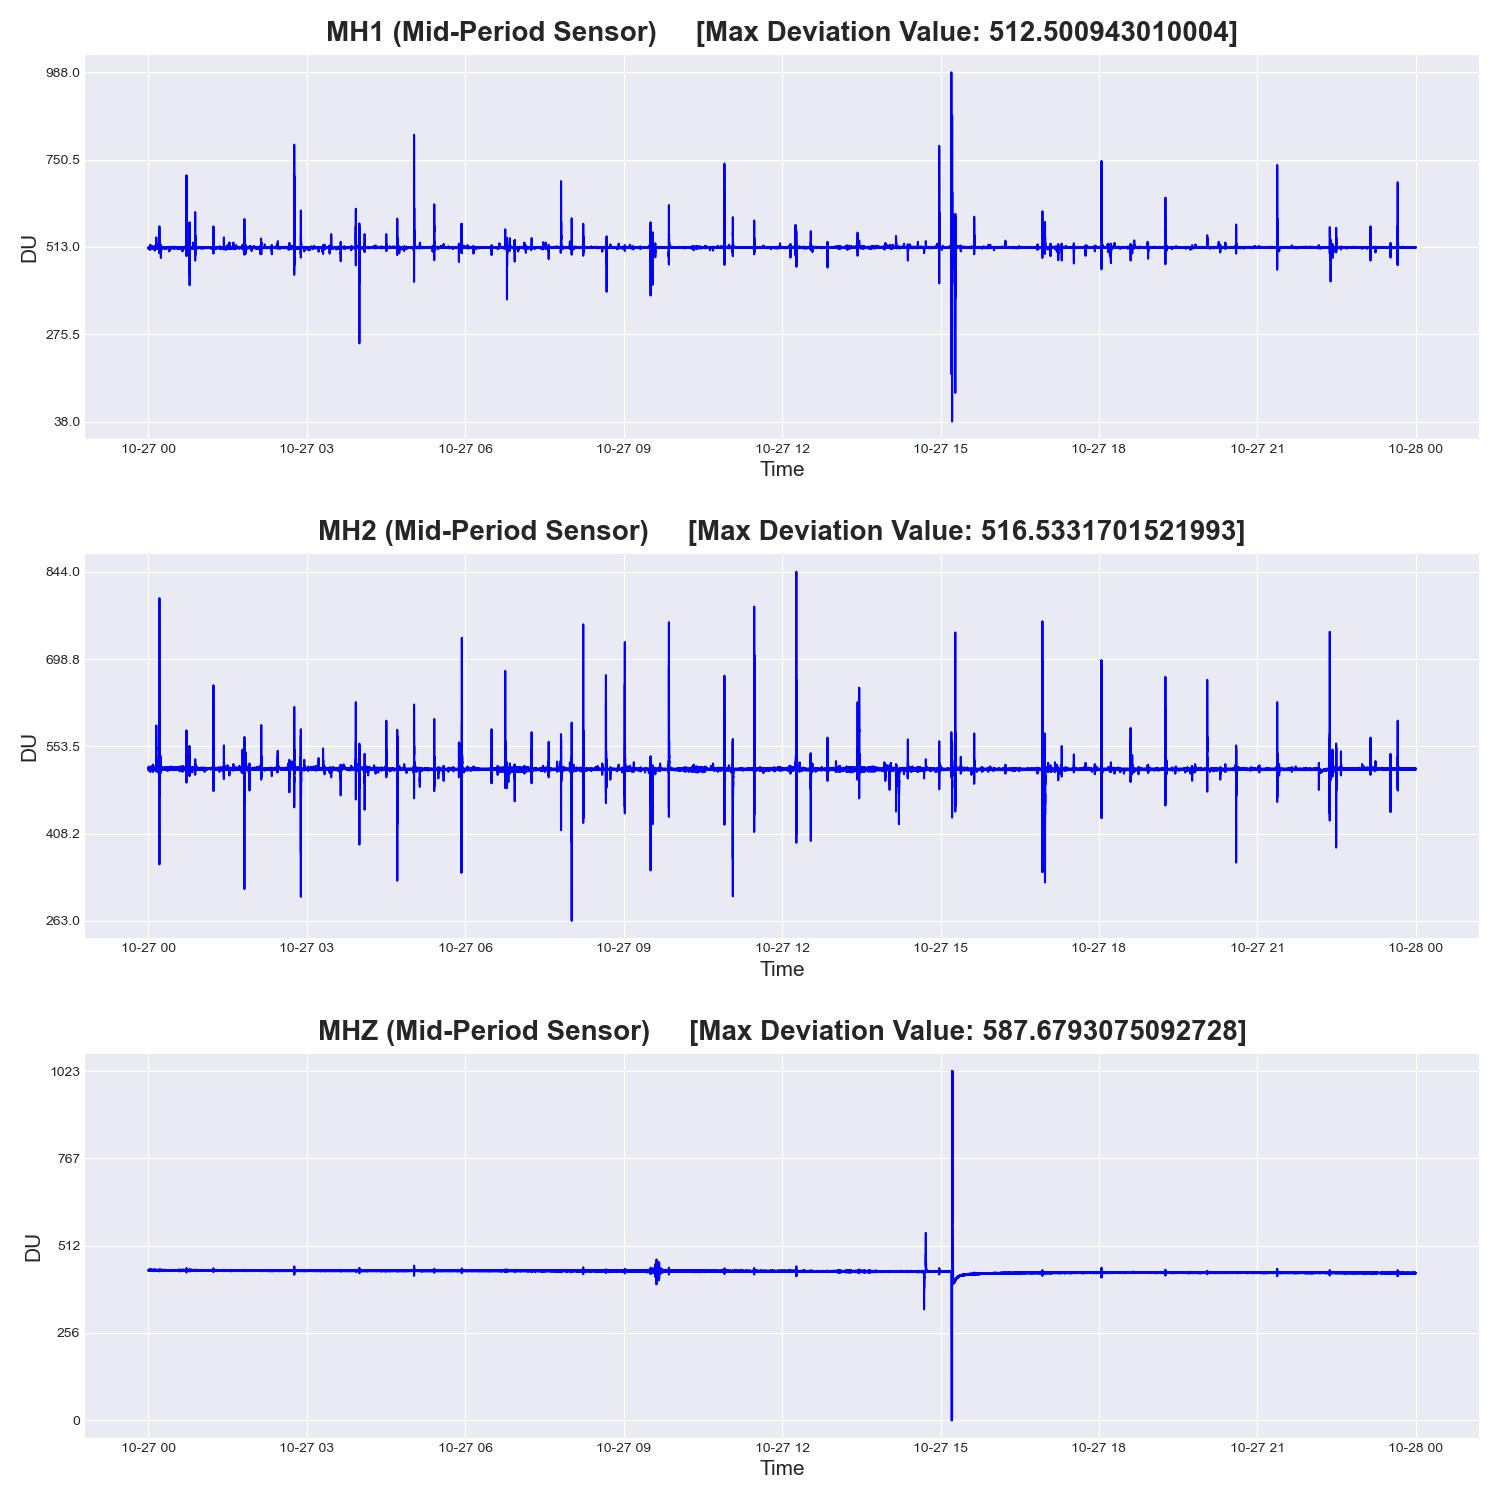 MH1 (Mid-Period Sensor) [Max Deviation Value: 512.500943010004]
988.0
750.5
513.0
275.5
38.0
DU
10-27 00 10-27 03 10-27 06 10-27 09 10-27 12 10-27 15 10-27 18 10-27 21 10-28 00
Time
MH2 (Mid-Period Sensor) [Max Deviation Value: 516.5331701521993]
844.0
698.8
553.5
408.2
263.0
DU
10-27 00 10-27 03 10-27 06 10-27 09 10-27 12 10-27 15 10-27 18 10-27 21 10-28 00
Time
MHZ (Mid-Period Sensor) [Max Deviation Value: 587.6793075092728]
1023
767
512
256
0
DU
10-27 00 10-27 03 10-27 06 10-27 09 10-27 12 10-27 15 10-27 18 10-27 21 10-28 00
Time